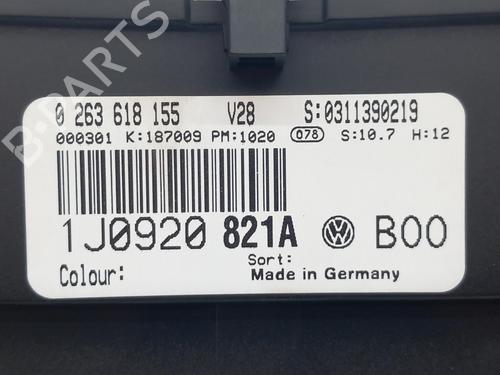 B-PARTS
0 263 618 155 V28 S:0311390219
000301 K:187009 PM:1020 078 S:10.7 H:12
1J0920 821A B00
Sort:
Colour: Made in Germany